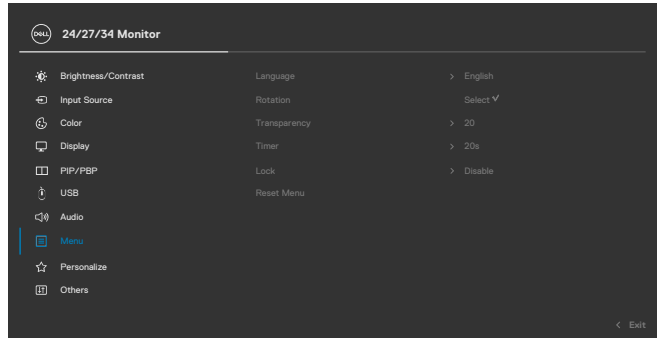 DELL 24/27/34 Monitor
Brightness/Contrast Language > English
Input Source Rotation Select √
Color Transparency > 20
Display Timer > 20s
PIP/PBP Lock > Disable
USB Reset Menu
Audio
Menu
Personalize
Others
< Exit